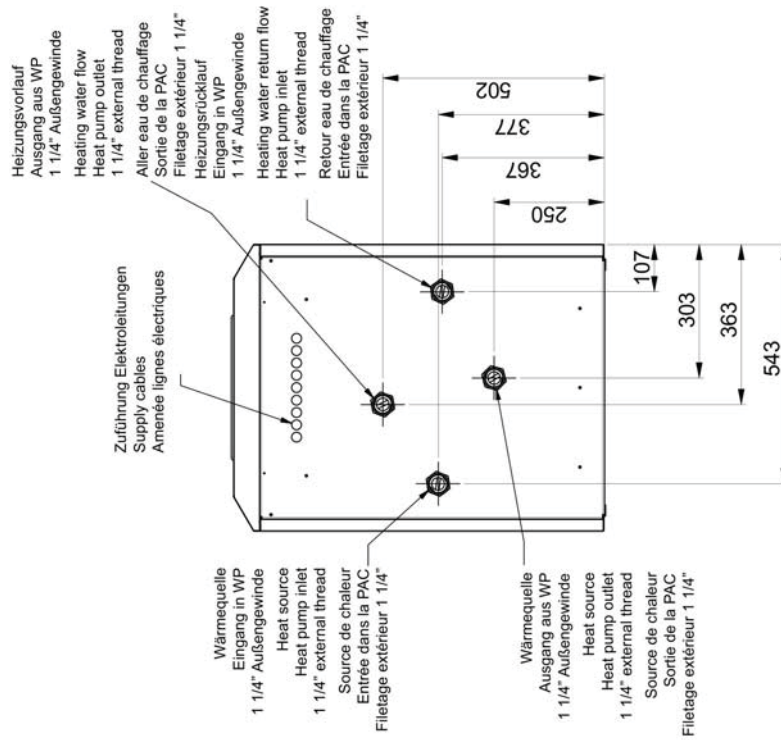 Heizungsvorlauf
Ausgang aus WP
1 1/4" Außengewinde
Heating water flow
Heat pump outlet
1 1/4" external thread
Aller eau de chauffage
Sortie de la PAC
Filetage extérieur 1 1/4"
Heizungsrücklauf
Eingang in WP
1 1/4" Außengewinde
Heating water return flow
Heat pump inlet
1 1/4" external thread
Retour eau de chauffage
Entrée dans la PAC
Filetage extérieur 1 1/4"
Zuführung Elektroleitungen
Supply cables
Amenée lignes électriques
502
377
367
250
107
303
363
543
Wärmequelle
Eingang in WP
1 1/4" Außengewinde
Heat source
Heat pump inlet
1 1/4" external thread
Source de chaleur
Entrée dans la PAC
Filetage extérieur 1 1/4"
Wärmequelle
Ausgang aus WP
1 1/4" Außengewinde
Heat source
Heat pump outlet
1 1/4" external thread
Source de chaleur
Sortie de la PAC
Filetage extérieur 1 1/4"